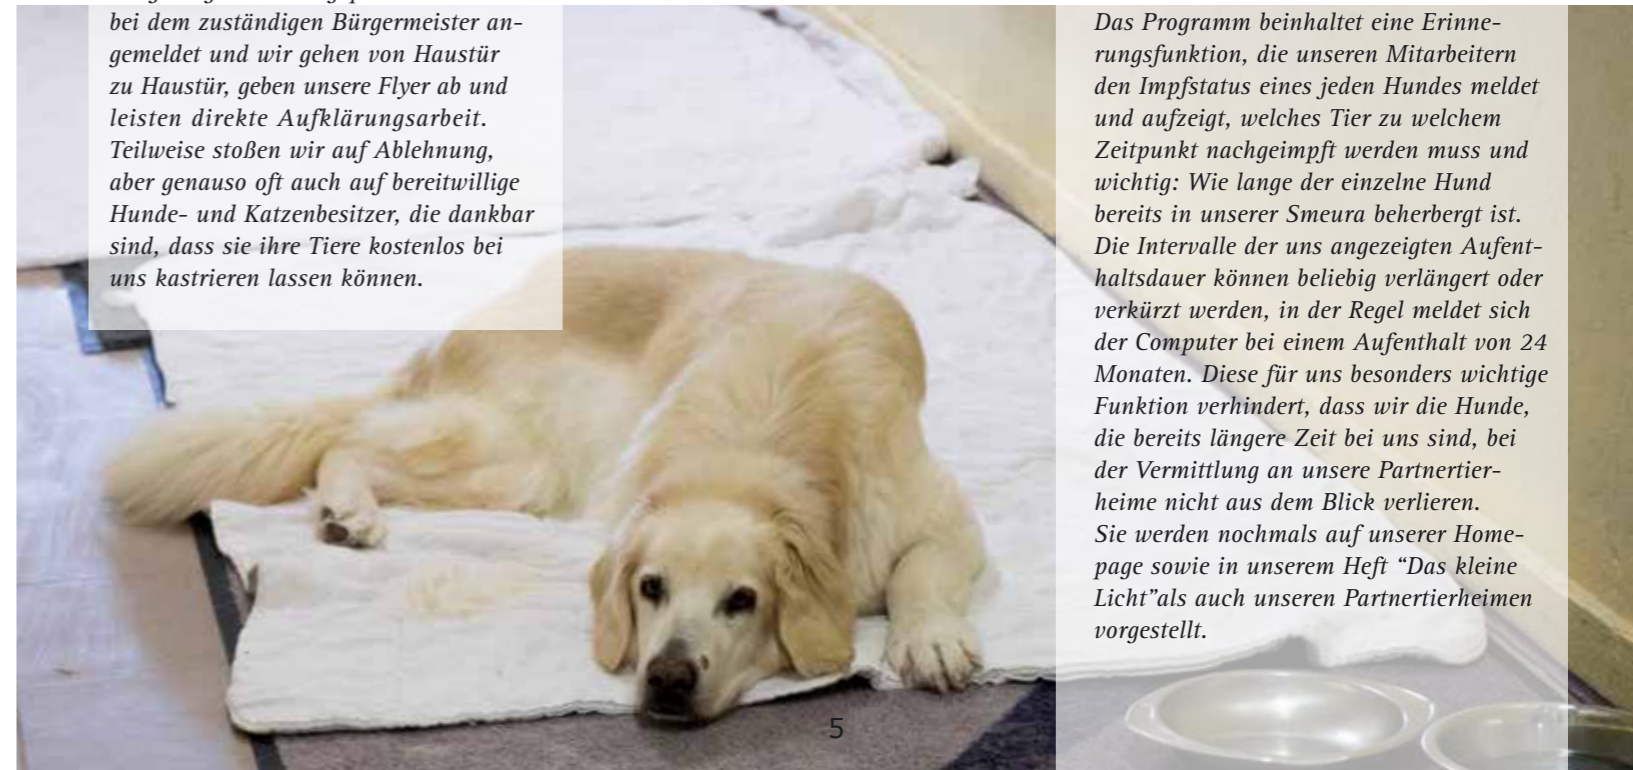 bei dem zuständigen Bürgermeister an-
gemeldet und wir gehen von Haustür
zu Haustür, geben unsere Flyer ab und
leisten direkte Aufklärungsarbeit.
Teilweise stoßen wir auf Ablehnung,
aber genauso oft auch auf bereitwillige
Hunde- und Katzenbesitzer, die dankbar
sind, dass sie ihre Tiere kostenlos bei
uns kastrieren lassen können.
Das Programm beinhaltet eine Erinne-
rungsfunktion, die unseren Mitarbeitern
den Impfstatus eines jeden Hundes meldet
und aufzeigt, welches Tier zu welchem
Zeitpunkt nachgeimpft werden muss und
wichtig: Wie lange der einzelne Hund
bereits in unserer Smeura beherbergt ist.
Die Intervalle der uns angezeigten Aufent-
haltsdauer können beliebig verlängert oder
verkürzt werden, in der Regel meldet sich
der Computer bei einem Aufenthalt von 24
Monaten. Diese für uns besonders wichtige
Funktion verhindert, dass wir die Hunde,
die bereits längere Zeit bei uns sind, bei
der Vermittlung an unsere Partnertier-
heime nicht aus dem Blick verlieren.
Sie werden nochmals auf unserer Home-
page sowie in unserem Heft “Das kleine
Licht”als auch unseren Partnertierheimen
vorgestellt.
5